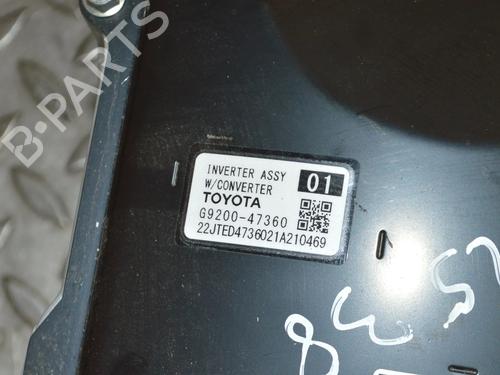 B-PARTS
INVERTER ASSY 01
W/CONVERTER
TOYOTA
G9200-47360
22JTED4736021A210469